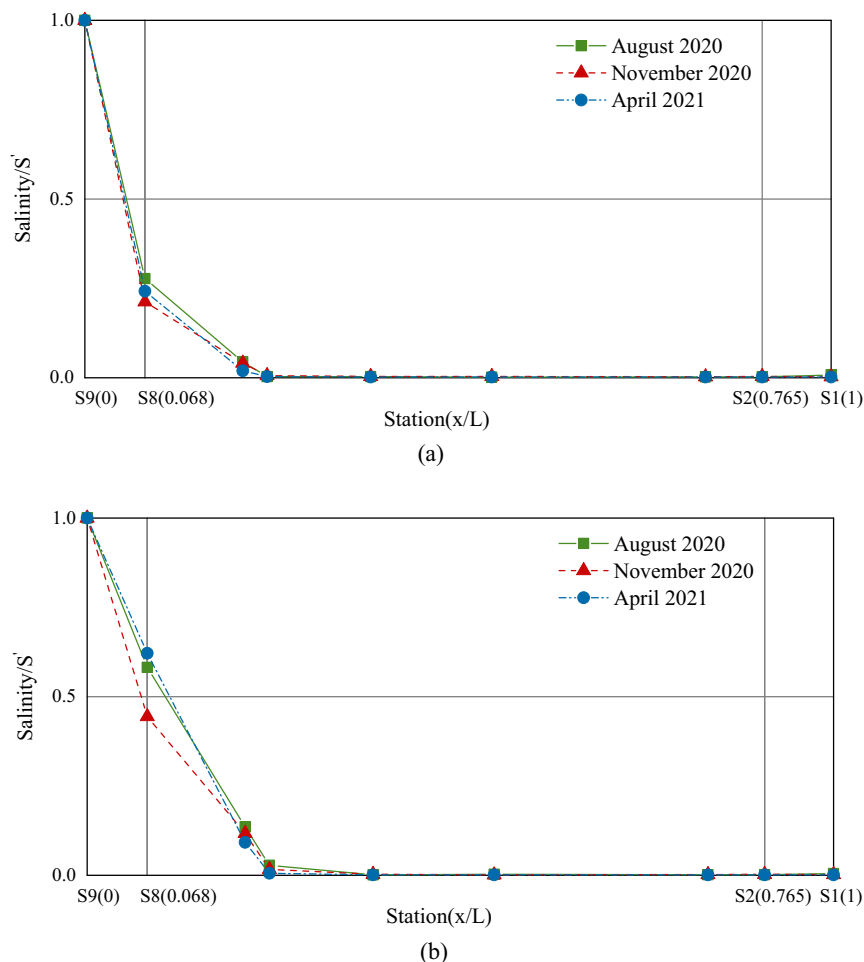 1.0
August 2020
November 2020
April 2021
Salinity/S'
0.5
0.0
S9(0) S8(0.068) S2(0.765) S1(1)
Station(x/L)
(a)
1.0
August 2020
November 2020
April 2021
Salinity/S'
0.5
0.0
S9(0) S8(0.068) S2(0.765) S1(1)
Station(x/L)
(b)